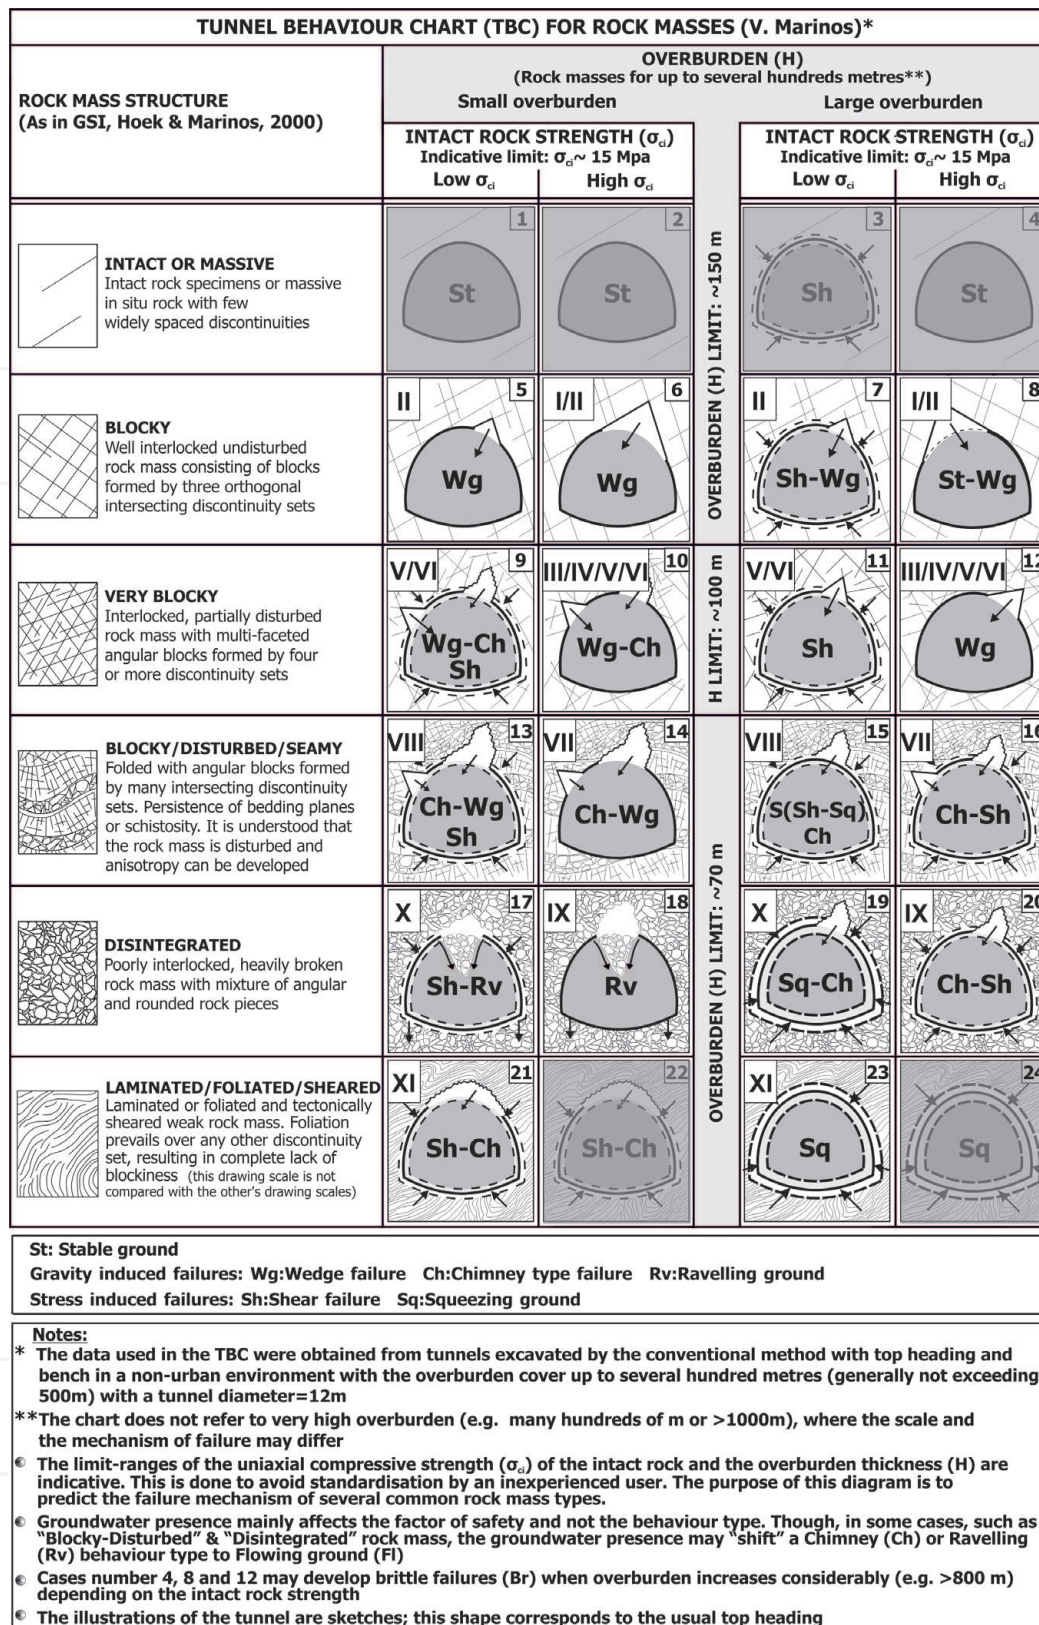 TUNNEL BEHAVIOUR CHART (TBC) FOR ROCK MASSES (V. Marinos)*
ROCK MASS STRUCTURE
(As in GSI, Hoek & Marinos, 2000)
OVERBURDEN (H)
(Rock masses for up to several hundreds metres**)
Small overburden
Large overburden
INTACT ROCK STRENGTH (σci)
Indicative limit: σci~ 15 Mpa
Low σci
High σci
INTACT ROCK STRENGTH (σci)
Indicative limit: σci~ 15 Mpa
Low σci
High σci
OVERBURDEN (H) LIMIT: ~150 m
H LIMIT: ~100 m
OVERBURDEN (H) LIMIT: ~70 m
INTACT OR MASSIVE
Intact rock specimens or massive
in situ rock with few
widely spaced discontinuities
1
St
2
St
3
Sh
4
St
BLOCKY
Well interlocked undisturbed
rock mass consisting of blocks
formed by three orthogonal
intersecting discontinuity sets
II
5
Wg
I/II
6
Wg
II
7
Sh-Wg
I/II
8
St-Wg
VERY BLOCKY
Interlocked, partially disturbed
rock mass with multi-faceted
angular blocks formed by four
or more discontinuity sets
V/VI
9
Wg-Ch
Sh
III/IV/V/VI
10
Wg-Ch
V/VI
11
Sh
III/IV/V/VI
12
Wg
BLOCKY/DISTURBED/SEAMY
Folded with angular blocks formed
by many intersecting discontinuity
sets. Persistence of bedding planes
or schistosity. It is understood that
the rock mass is disturbed and
anisotropy can be developed
VIII
13
Ch-Wg
Sh
VII
14
Ch-Wg
VIII
15
S(Sh-Sq)
Ch
VII
16
Ch-Sh
DISINTEGRATED
Poorly interlocked, heavily broken
rock mass with mixture of angular
and rounded rock pieces
X
17
Sh-Rv
IX
18
Rv
X
19
Sq-Ch
IX
20
Ch-Sh
LAMINATED/FOLIATED/SHEARED
Laminated or foliated and tectonically
sheared weak rock mass. Foliation
prevails over any other discontinuity
set, resulting in complete lack of
blockiness (this drawing scale is not
compared with the other's drawing scales)
XI
21
Sh-Ch
22
Sh-Ch
XI
23
Sq
24
Sq
St: Stable ground
Gravity induced failures: Wg:Wedge failure Ch:Chimney type failure Rv:Ravelling ground
Stress induced failures: Sh:Shear failure Sq:Squeezing ground
Notes:
* The data used in the TBC were obtained from tunnels excavated by the conventional method with top heading and
bench in a non-urban environment with the overburden cover up to several hundred metres (generally not exceeding
500m) with a tunnel diameter=12m
**The chart does not refer to very high overburden (e.g. many hundreds of m or >1000m), where the scale and
the mechanism of failure may differ
The limit-ranges of the uniaxial compressive strength (σci) of the intact rock and the overburden thickness (H) are
indicative. This is done to avoid standardisation by an inexperienced user. The purpose of this diagram is to
predict the failure mechanism of several common rock mass types.
Groundwater presence mainly affects the factor of safety and not the behaviour type. Though, in some cases, such as
“Blocky-Disturbed” & “Disintegrated” rock mass, the groundwater presence may “shift” a Chimney (Ch) or Ravelling
(Rv) behaviour type to Flowing ground (Fl)
Cases number 4, 8 and 12 may develop brittle failures (Br) when overburden increases considerably (e.g. >800 m)
depending on the intact rock strength
The illustrations of the tunnel are sketches; this shape corresponds to the usual top heading